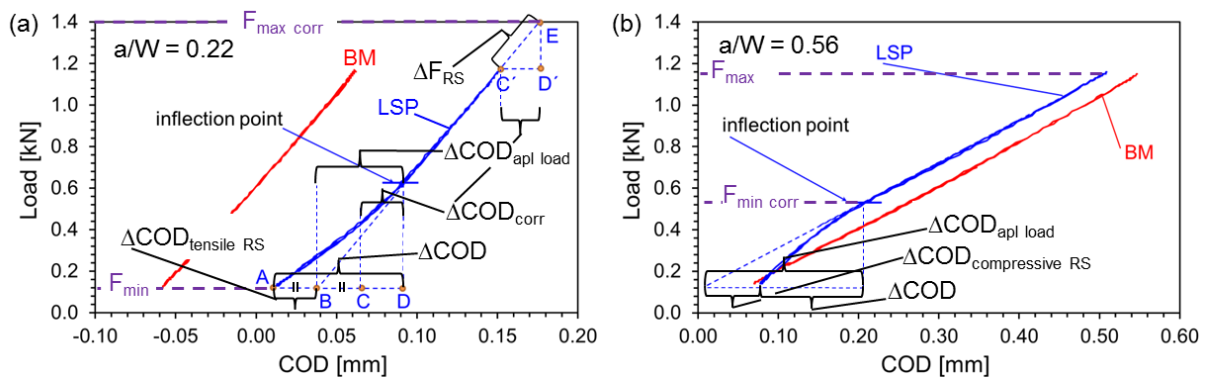 (a)
a/W = 0.22
F max corr
BM
E
ΔF RS
C′
D′
LSP
inflection point
ΔCOD apl load
ΔCOD corr
ΔCOD tensile RS
ΔCOD
F min
A
B
C
D
Load [kN]
1.4
1.2
1.0
0.8
0.6
0.4
0.2
0.0
-0.10
-0.05
0.00
0.05
0.10
0.15
0.20
COD [mm]
(b)
a/W = 0.56
LSP
F max
inflection point
BM
F min corr
ΔCOD apl load
ΔCOD compressive RS
ΔCOD
Load [kN]
1.4
1.2
1.0
0.8
0.6
0.4
0.2
0.0
0.00
0.10
0.20
0.30
0.40
0.50
0.60
COD [mm]